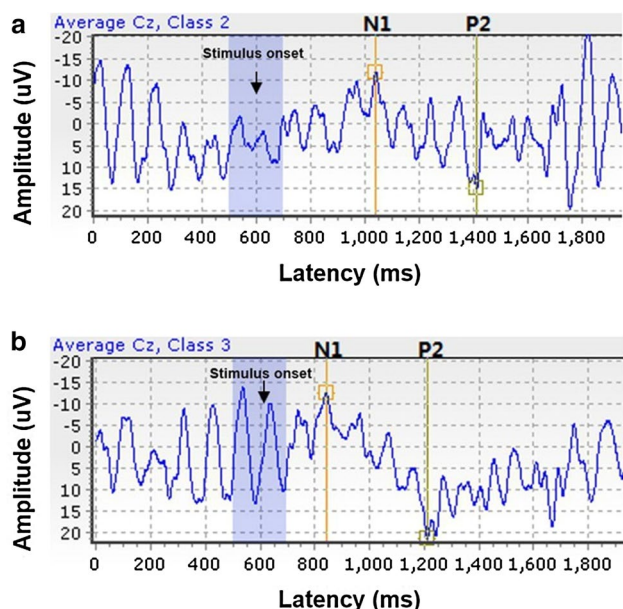 a
Average Cz, Class 2
N1
P2
Stimulus onset
Amplitude (uV)
-20
-15
-10
-5
0
5
10
15
20
0 200 400 600 800 1,000 1,200 1,400 1,600 1,800
Latency (ms)
b
Average Cz, Class 3
N1
P2
Stimulus onset
Amplitude (uV)
-20
-15
-10
-5
0
5
10
15
20
0 200 400 600 800 1,000 1,200 1,400 1,600 1,800
Latency (ms)